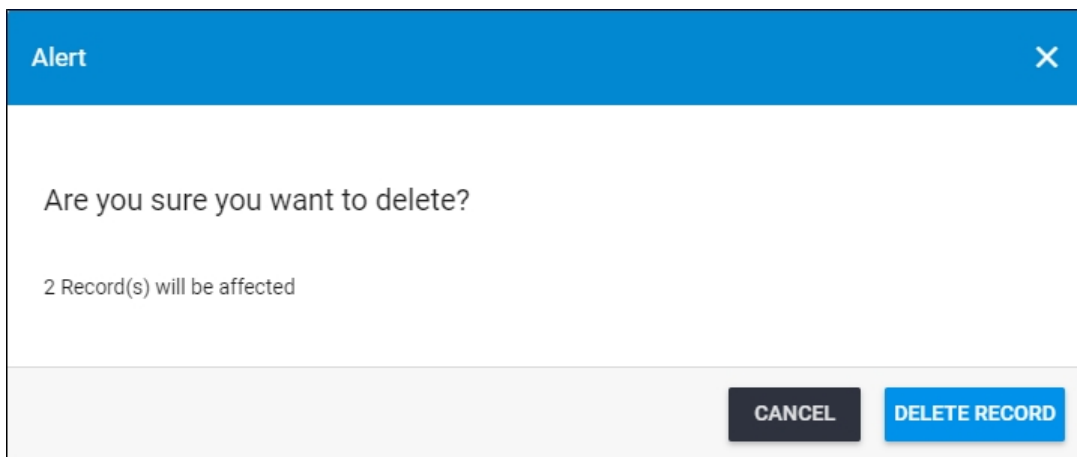 Alert
Are you sure you want to delete?
2 Record(s) will be affected
CANCEL DELETE RECORD